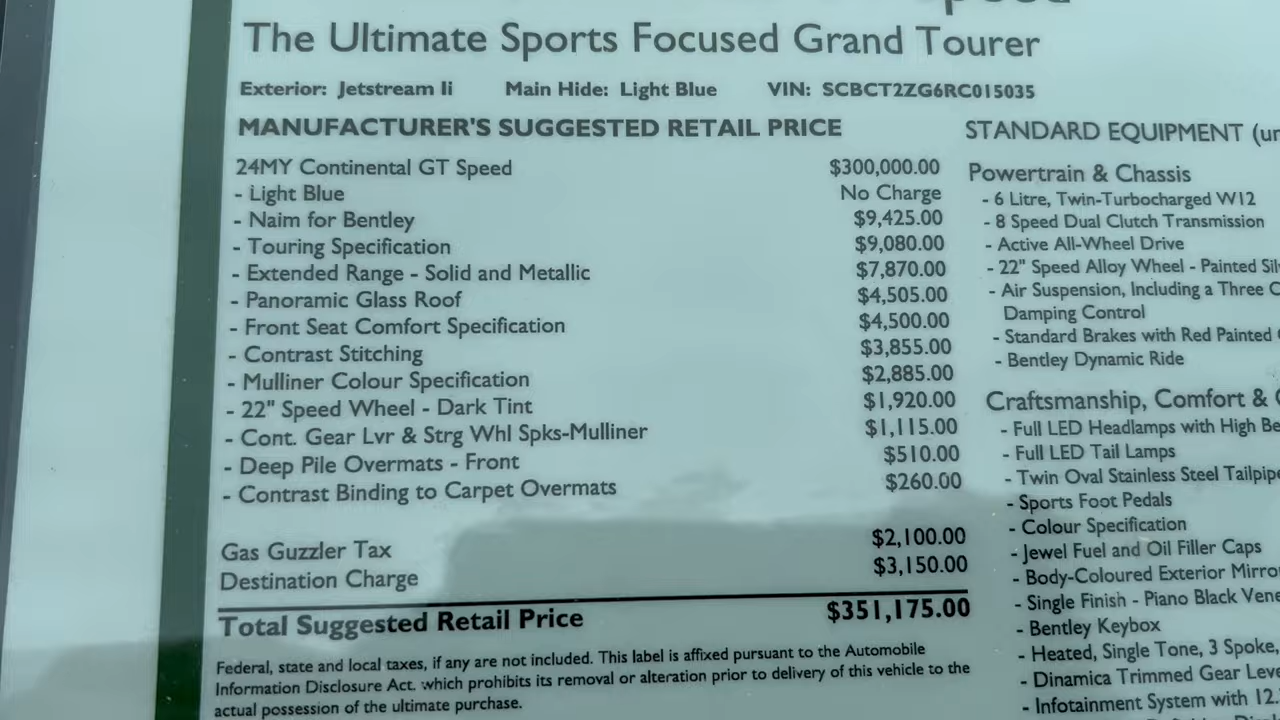 The Ultimate Sports Focused Grand Tourer
Exterior: Jetstream Ii Main Hide: Light Blue VIN: SCBCT2ZG6RC015035
MANUFACTURER'S SUGGESTED RETAIL PRICE
24MY Continental GT Speed $300,000.00
- Light Blue No Charge
- Naim for Bentley $9,425.00
- Touring Specification $9,080.00
- Extended Range - Solid and Metallic $7,870.00
- Panoramic Glass Roof $4,505.00
- Front Seat Comfort Specification $4,500.00
- Contrast Stitching $3,855.00
- Mulliner Colour Specification $2,885.00
- 22" Speed Wheel - Dark Tint $1,920.00
- Cont. Gear Lvr & Strg Whl Spks-Mulliner $1,115.00
- Deep Pile Overmats - Front $510.00
- Contrast Binding to Carpet Overmats $260.00
Gas Guzzler Tax $2,100.00
Destination Charge $3,150.00
Total Suggested Retail Price $351,175.00
Federal, state and local taxes, if any are not included. This label is affixed pursuant to the Automobile
Information Disclosure Act. which prohibits its removal or alteration prior to delivery of this vehicle to the
actual possession of the ultimate purchase.
STANDARD EQUIPMENT
Powertrain & Chassis
- 6 Litre, Twin-Turbocharged W12
- 8 Speed Dual Clutch Transmission
- Active All-Wheel Drive
- 22" Speed Alloy Wheel - Painted
- Air Suspension, Including a Three
Damping Control
- Standard Brakes with Red Painted
- Bentley Dynamic Ride
Craftsmanship, Comfort &
- Full LED Headlamps with High
- Full LED Tail Lamps
- Twin Oval Stainless Steel
- Sports Foot Pedals
- Colour Specification
- Jewel Fuel and Oil Filler Caps
- Body-Coloured Exterior
- Single Finish - Piano Black
- Bentley Keybox
- Heated, Single Tone, 3 Spoke,
- Dinamica Trimmed Gear
- Infotainment System with